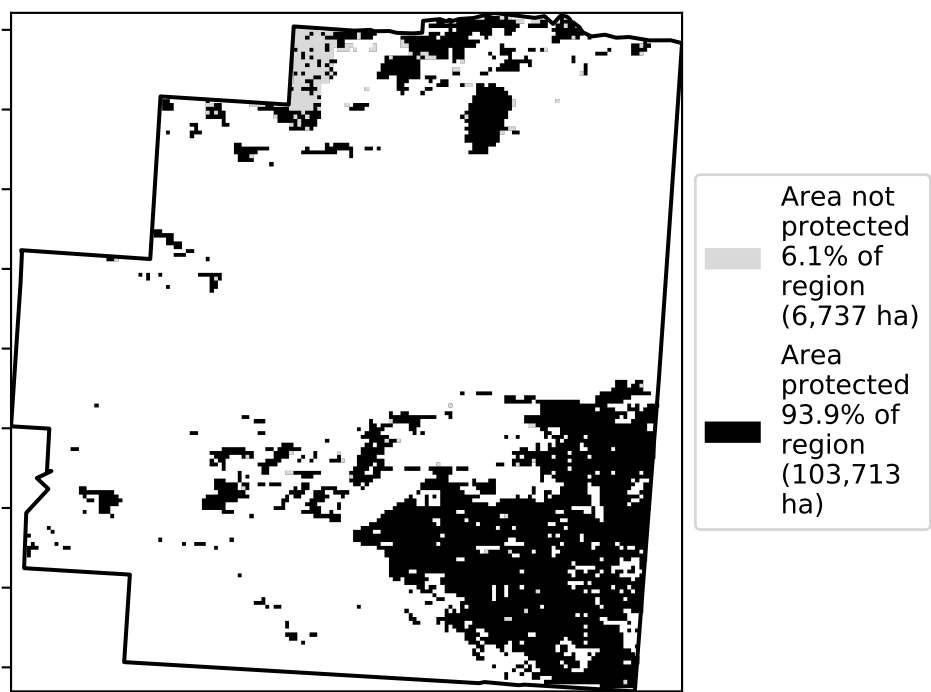 Area not
protected
6.1% of
region
(6,737 ha)
Area
protected
93.9% of
region
(103,713
ha)